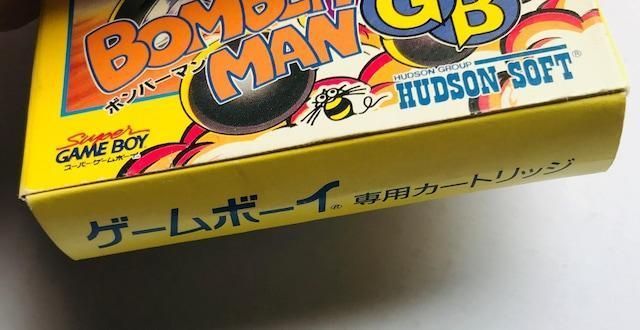 BOMBER
MAN
GB
ボンバーマン
HUDSON GROUP
HUDSON SOFT®
Super
GAME BOY
スーパーゲームボーイ
ゲームボーイ® 専用カートリッジ